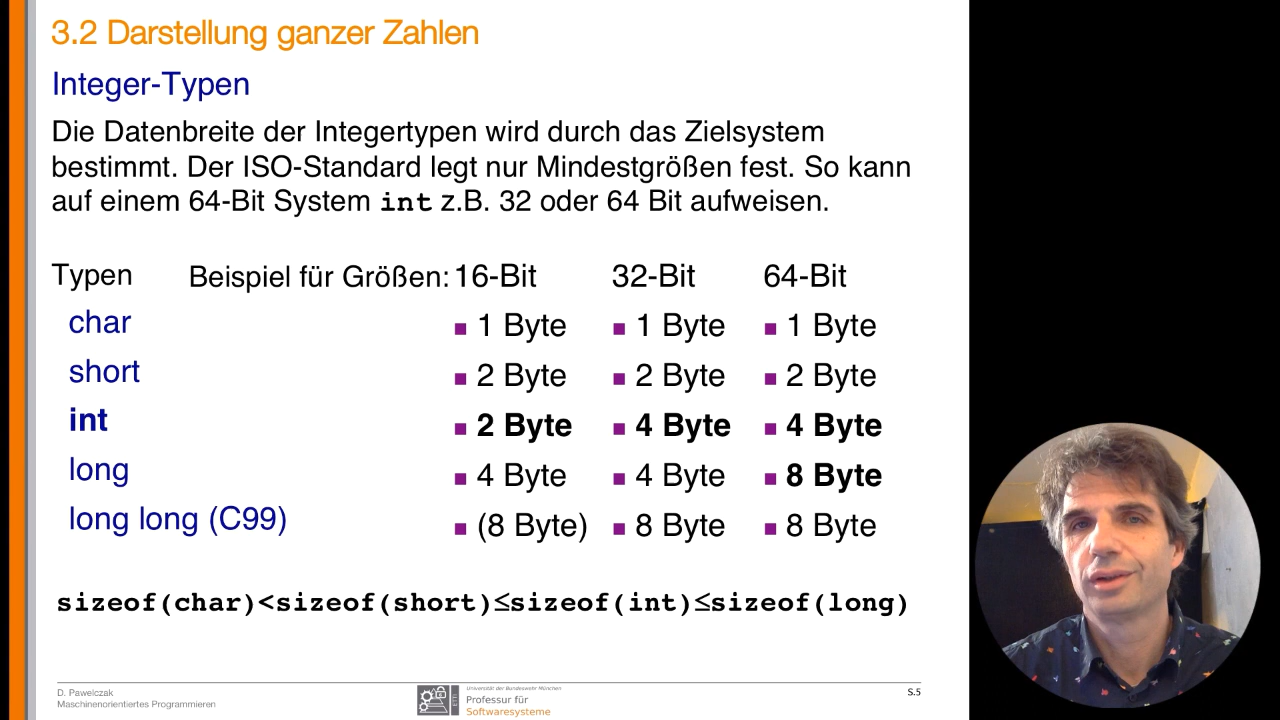 3.2 Darstellung ganzer Zahlen
Integer-Typen
Die Datenbreite der Integertypen wird durch das Zielsystem
bestimmt. Der ISO-Standard legt nur Mindestgrößen fest. So kann
auf einem 64-Bit System int z.B. 32 oder 64 Bit aufweisen.
Typen Beispiel für Größen: 16-Bit 32-Bit 64-Bit
char ■ 1 Byte ■ 1 Byte ■ 1 Byte
short ■ 2 Byte ■ 2 Byte ■ 2 Byte
int ■ 2 Byte ■ 4 Byte ■ 4 Byte
long ■ 4 Byte ■ 4 Byte ■ 8 Byte
long long (C99) ■ (8 Byte) ■ 8 Byte ■ 8 Byte
sizeof(char)<sizeof(short)≤sizeof(int)≤sizeof(long)
D. Pawelczak
Maschinenorientiertes Programmieren
ETTI
Universität der Bundeswehr München
Professur für
Softwaresysteme
S.5